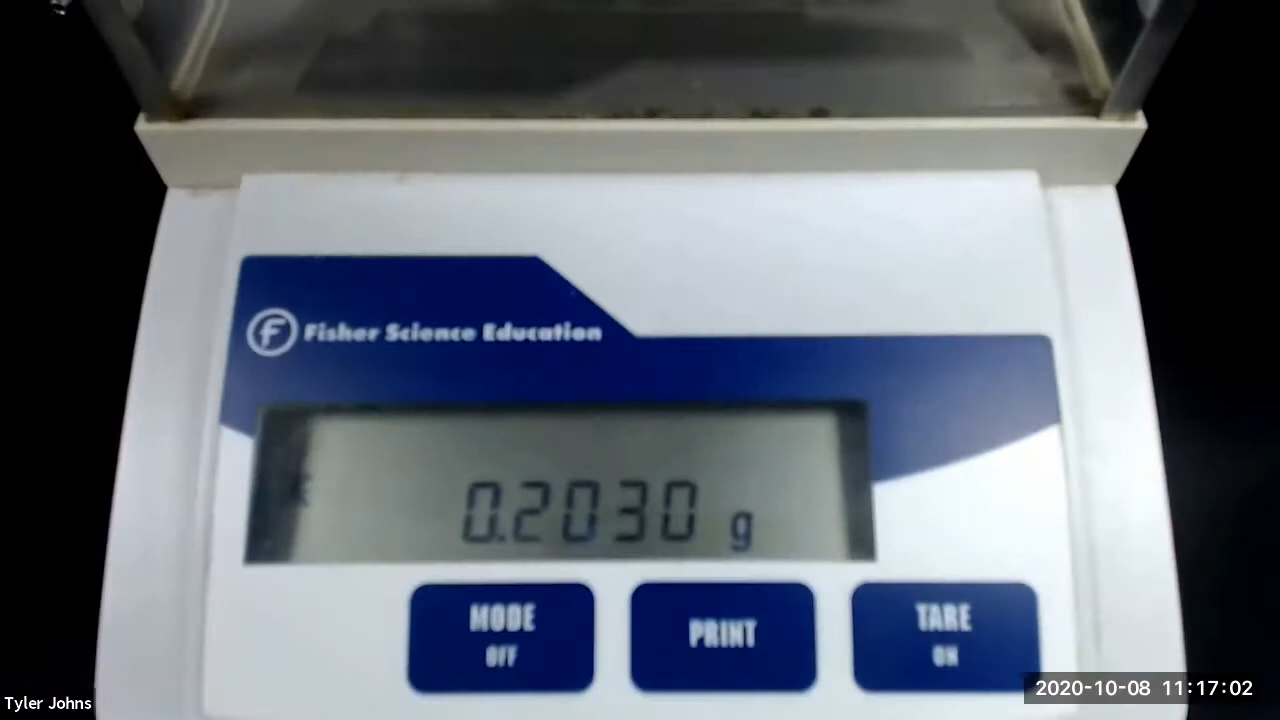 Fisher Science Education
0.2030 g
MODE
OFF
PRINT
TARE
ON
Tyler Johns
2020-10-08 11:17:02